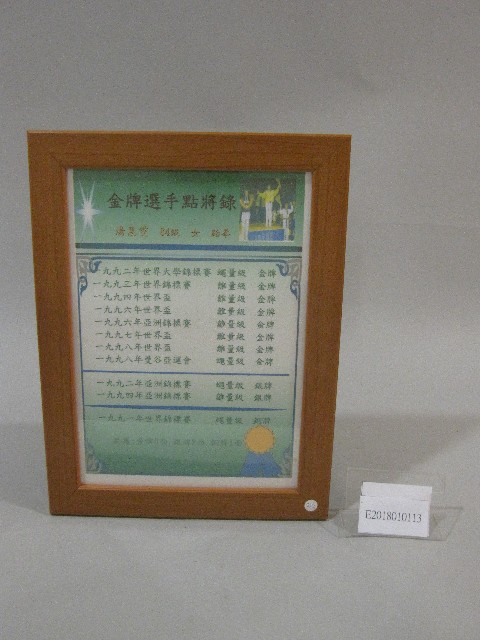 金牌選手點將錄
84級 女
一九九二年世界大學錦標賽 蠅量級 金牌
一九九三年世界錦標賽 雛量級 金牌
一九九四年世界盃 雛量級 金牌
一九九六年世界盃 雛量級 金牌
一九九六年亞洲錦標賽 雛量級 金牌
一九九七年世界盃 雛量級 金牌
一九九八年世界盃 雛量級 金牌
一九九八年曼谷亞運會 蠅量級 金牌
一九九二年亞洲錦標賽 蠅量級 銀牌
一九九四年亞洲錦標賽 雛量級 銀牌
一九九一年世界錦標賽 蠅量級 銅牌
E2018010113